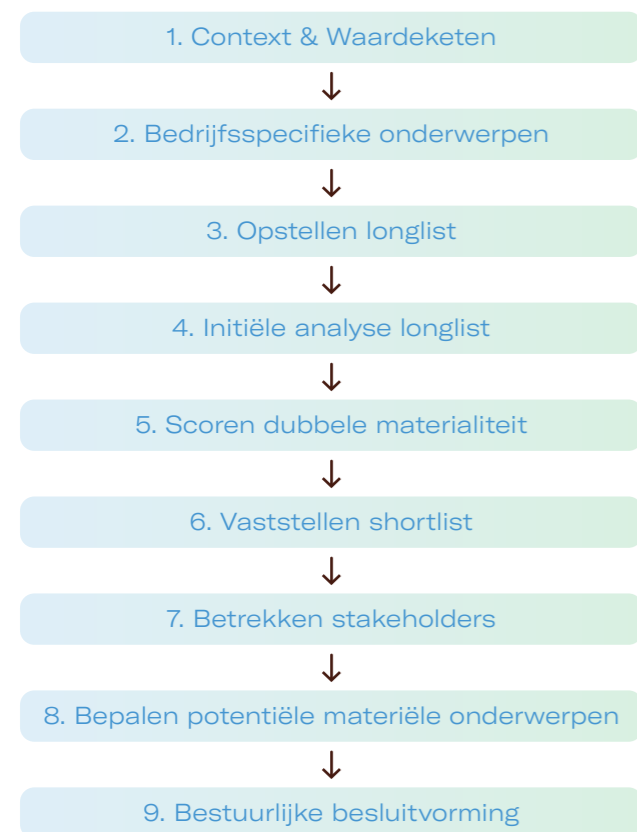 1. Context & Waardeketen
2. Bedrijfsspecifieke onderwerpen
3. Opstellen longlist
4. Initiële analyse longlist
5. Scoren dubbele materialiteit
6. Vaststellen shortlist
7. Betrekken stakeholders
8. Bepalen potentiële materiële onderwerpen
9. Bestuurlijke besluitvorming